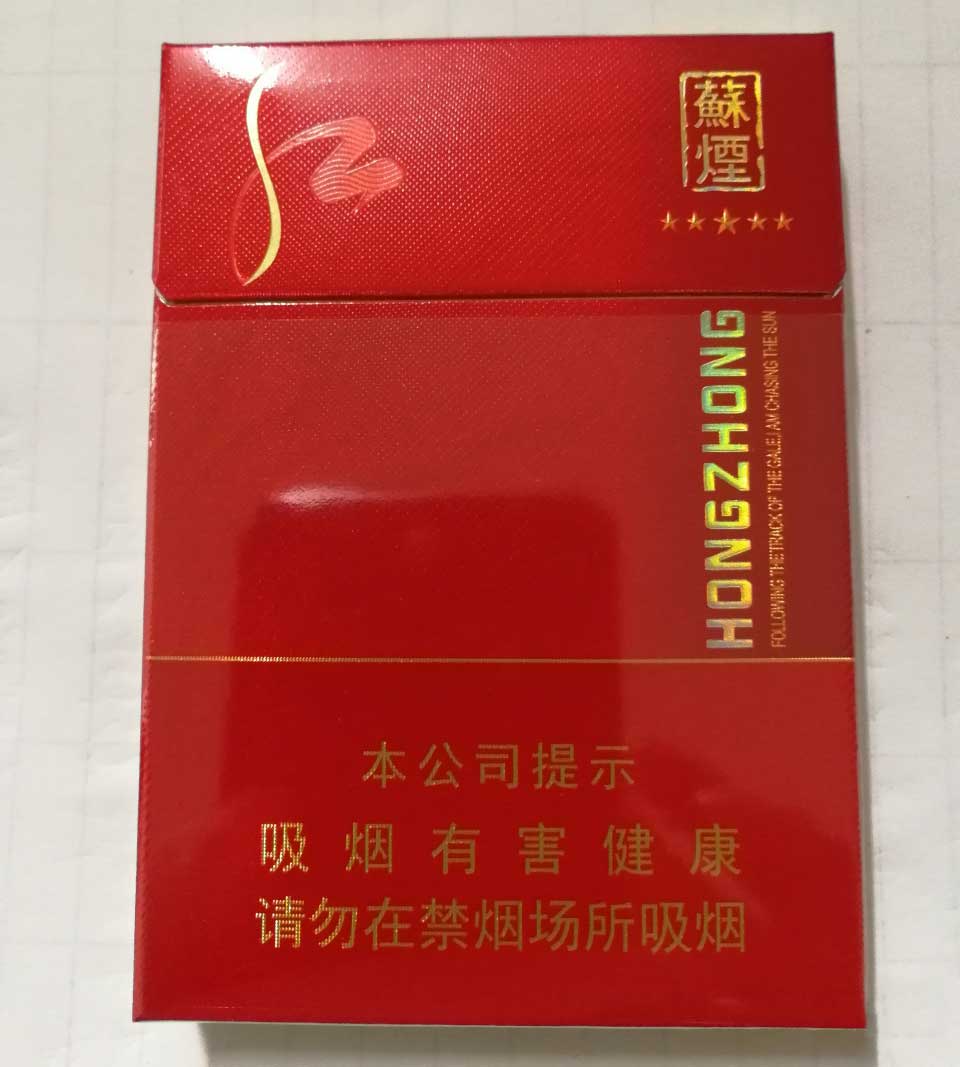 蘇
煙
HONGZHONG
FOLLOWING THE TRACK OF THE GALE,I AM CHASING THE SUN
本公司提示
吸烟有害健康
请勿在禁烟场所吸烟